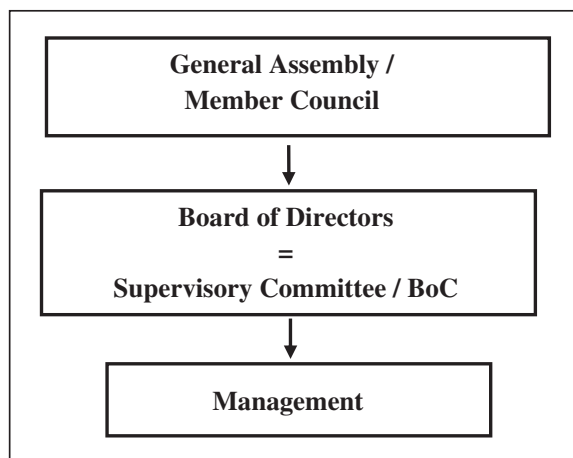 General Assembly /
Member Council
Board of Directors
=
Supervisory Committee / BoC
Management